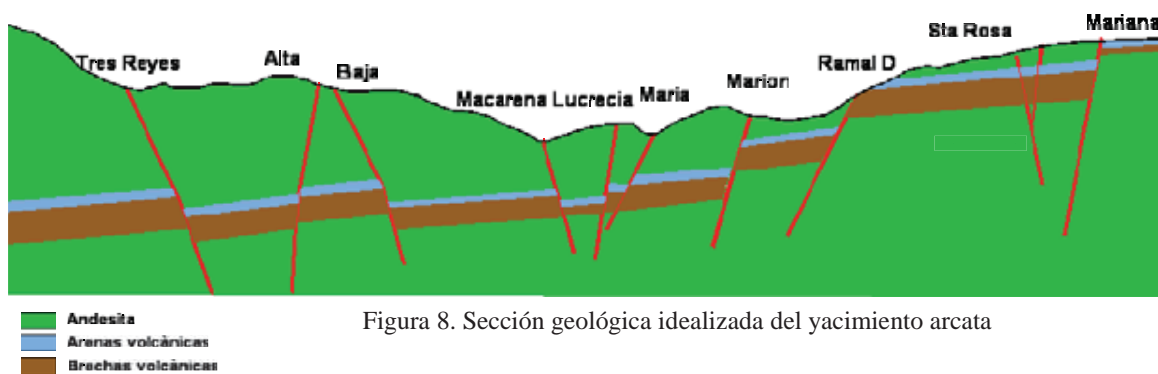 Mariana
Sta Rosa
Tres Reyes
Alta
Baja
Ramal D
Macarena Lucrecia Maria Marion
Andesita
Figura 8. Sección geológica idealizada del yacimiento arcata
Arenas volcánicas
Brechas volcánicas